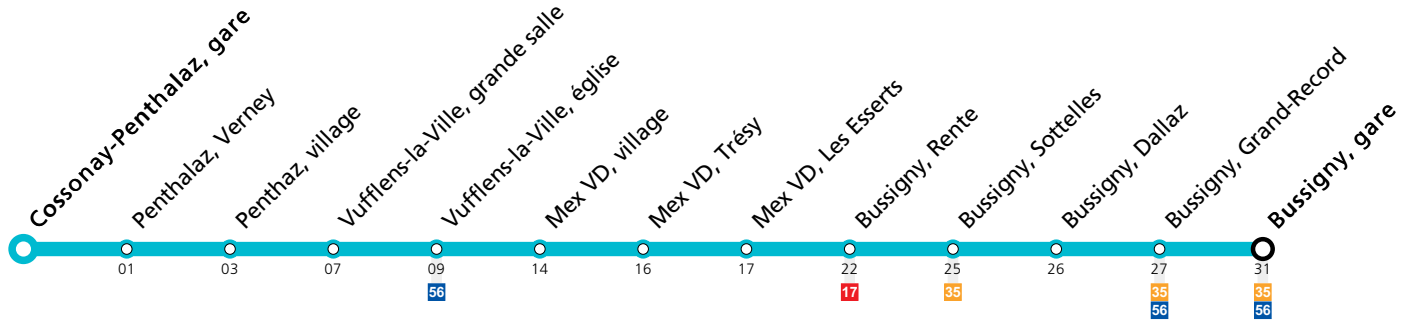 Cossonay-Penthalaz, gare
Penthalaz, Verney
Penthaz, village
Vufflens-la-Ville, grande salle
Vufflens-la-Ville, église
Mex VD, village
Mex VD, Trésy
Mex VD, Les Esserts
Bussigny, Rente
Bussigny, Sottelles
Bussigny, Dallaz
Bussigny, Grand-Record
Bussigny, gare
01 03 07 09 14 16 17 22 25 26 27 31
56 17 35 35 35
56 56